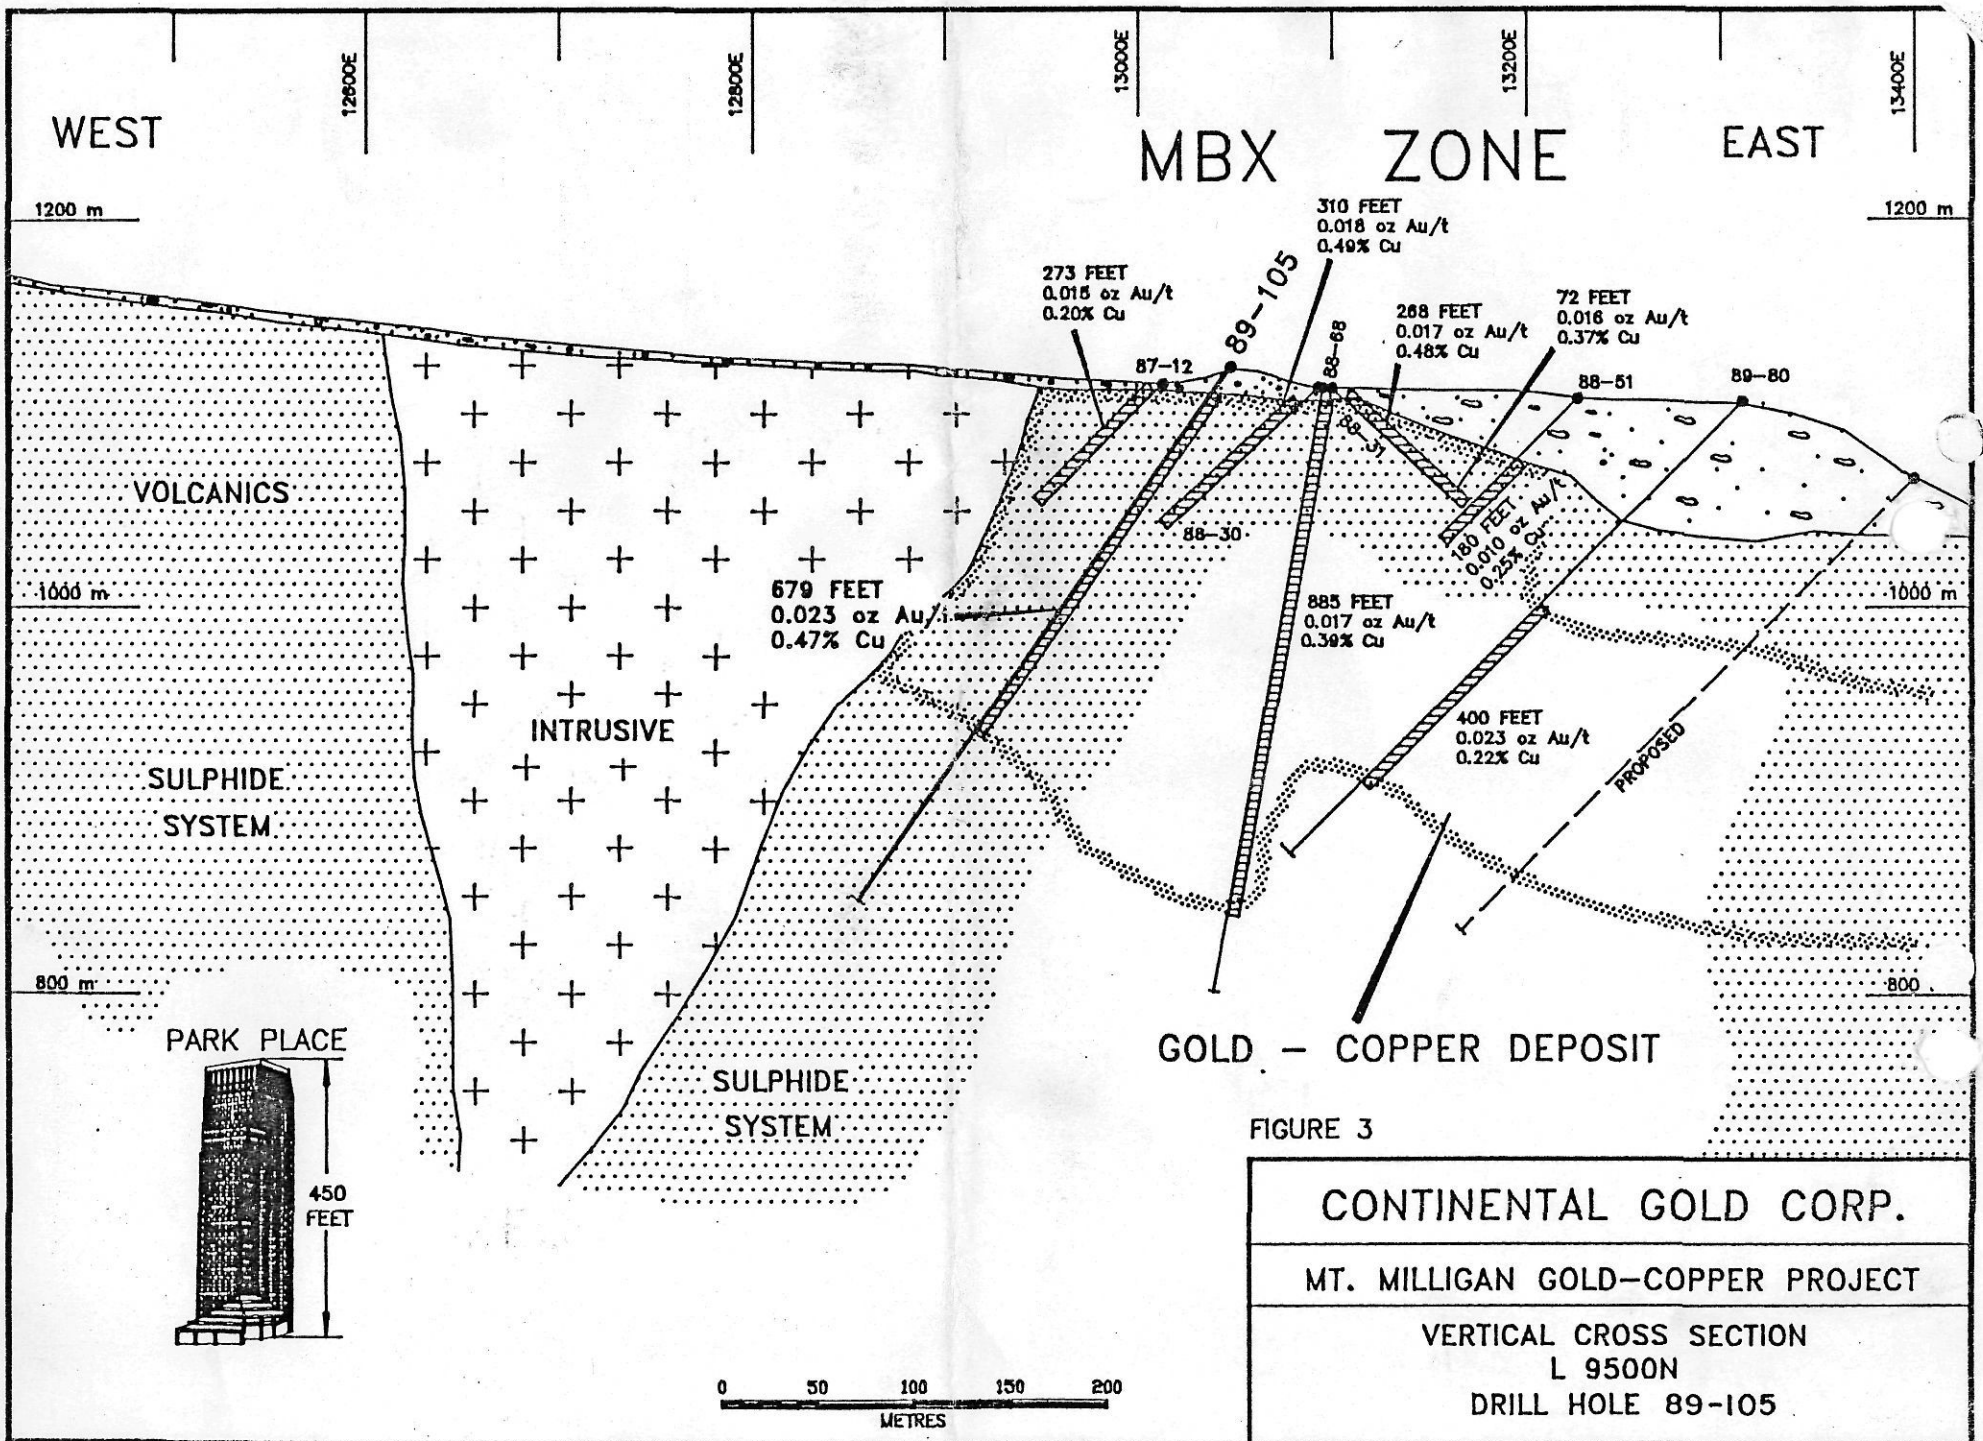 12600E
12800E
13000E
13200E
13400E
WEST
MBX ZONE
EAST
1200 m
1200 m
310 FEET
0.018 oz Au/t
0.49% Cu
273 FEET
0.015 oz Au/t
0.20% Cu
89-105
88-68
268 FEET
0.017 oz Au/t
0.48% Cu
72 FEET
0.016 oz Au/t
0.37% Cu
87-12
88-51
89-80
88-31
VOLCANICS
88-30
180 FEET
0.010 oz Au/t
0.25% Cu
1000 m
679 FEET
0.023 oz Au/
0.47% Cu
885 FEET
0.017 oz Au/t
0.39% Cu
1000 m
INTRUSIVE
400 FEET
0.023 oz Au/t
0.22% Cu
PROPOSED
SULPHIDE
SYSTEM
800 m
800
PARK PLACE
450
FEET
GOLD - COPPER DEPOSIT
SULPHIDE
SYSTEM
FIGURE 3
CONTINENTAL GOLD CORP.
MT. MILLIGAN GOLD-COPPER PROJECT
VERTICAL CROSS SECTION
L 9500N
DRILL HOLE 89-105
0 50 100 150 200
METRES